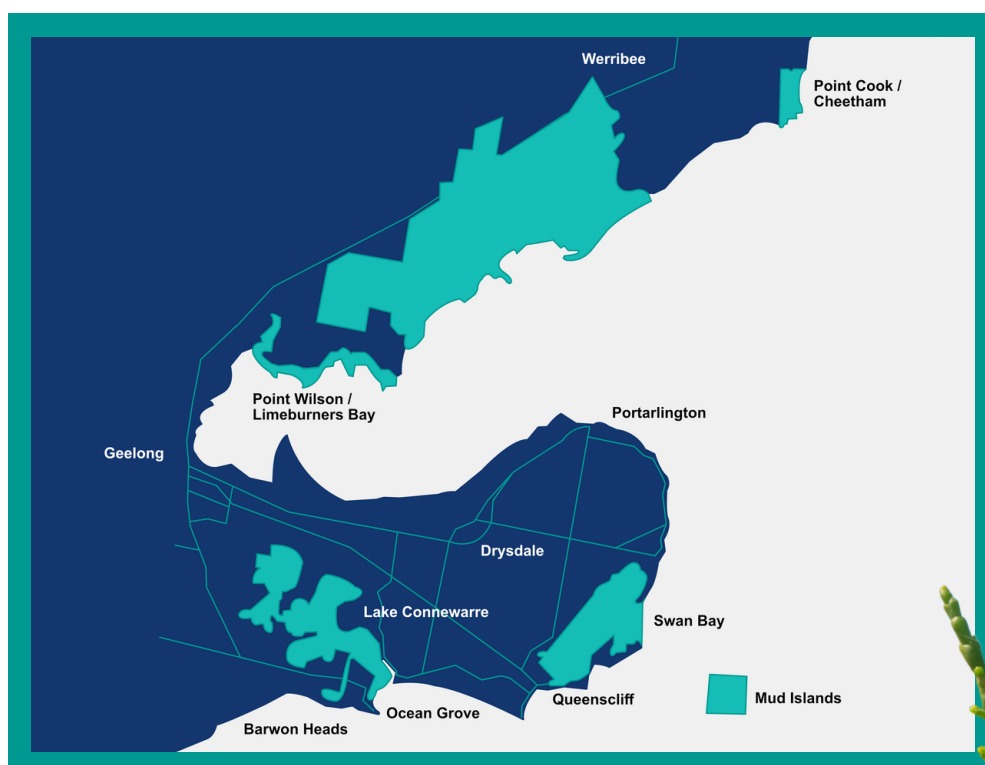 Werribee
Point Cook /
Cheetham
Point Wilson /
Limeburners Bay
Portarlington
Geelong
Drysdale
Lake Connewarre
Swan Bay
Queenscliff
Mud Islands
Ocean Grove
Barwon Heads